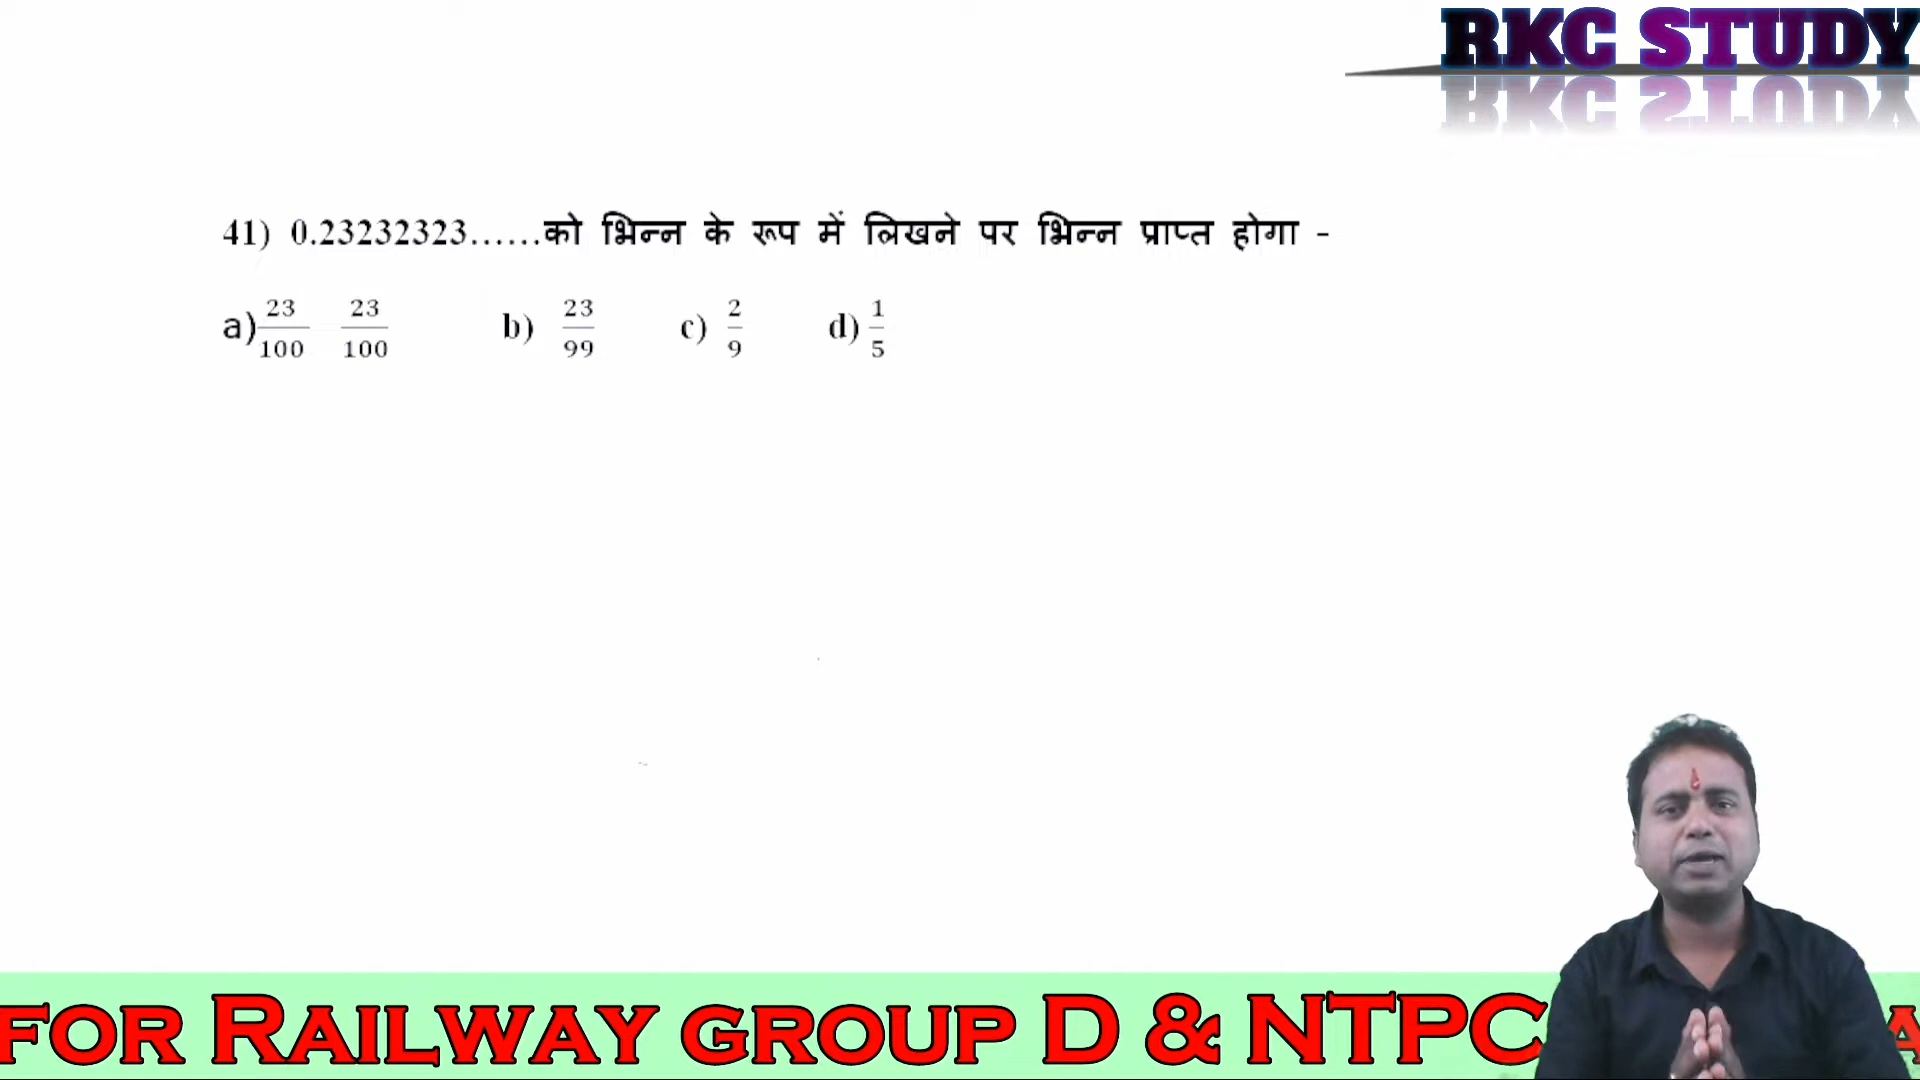 RKC STUDY
41) 0.23232323......को भिन्न के रूप में लिखने पर भिन्न प्राप्त होगा -
a) 23/100 23/100 b) 23/99 c) 2/9 d) 1/5
FOR RAILWAY GROUP D & NTPC